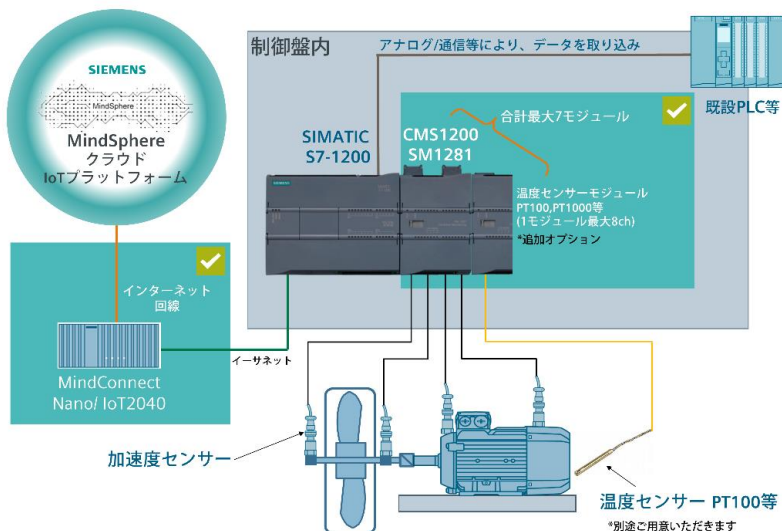 制御盤内
アナログ/通信等により、データを取り込み
既設PLC等
SIEMENS
MindSphere
MindSphere
クラウド
IoTプラットフォーム
SIMATIC
S7-1200
CMS1200
SM1281
合計最大7モジュール
SIEMENS
温度センサーモジュール
PT100,PT1000等
(1モジュール最大8ch)
*追加オプション
インターネット
回線
イーサネット
MindConnect
Nano/ IoT2040
加速度センサー
温度センサー PT100等
*別途ご用意いただきます